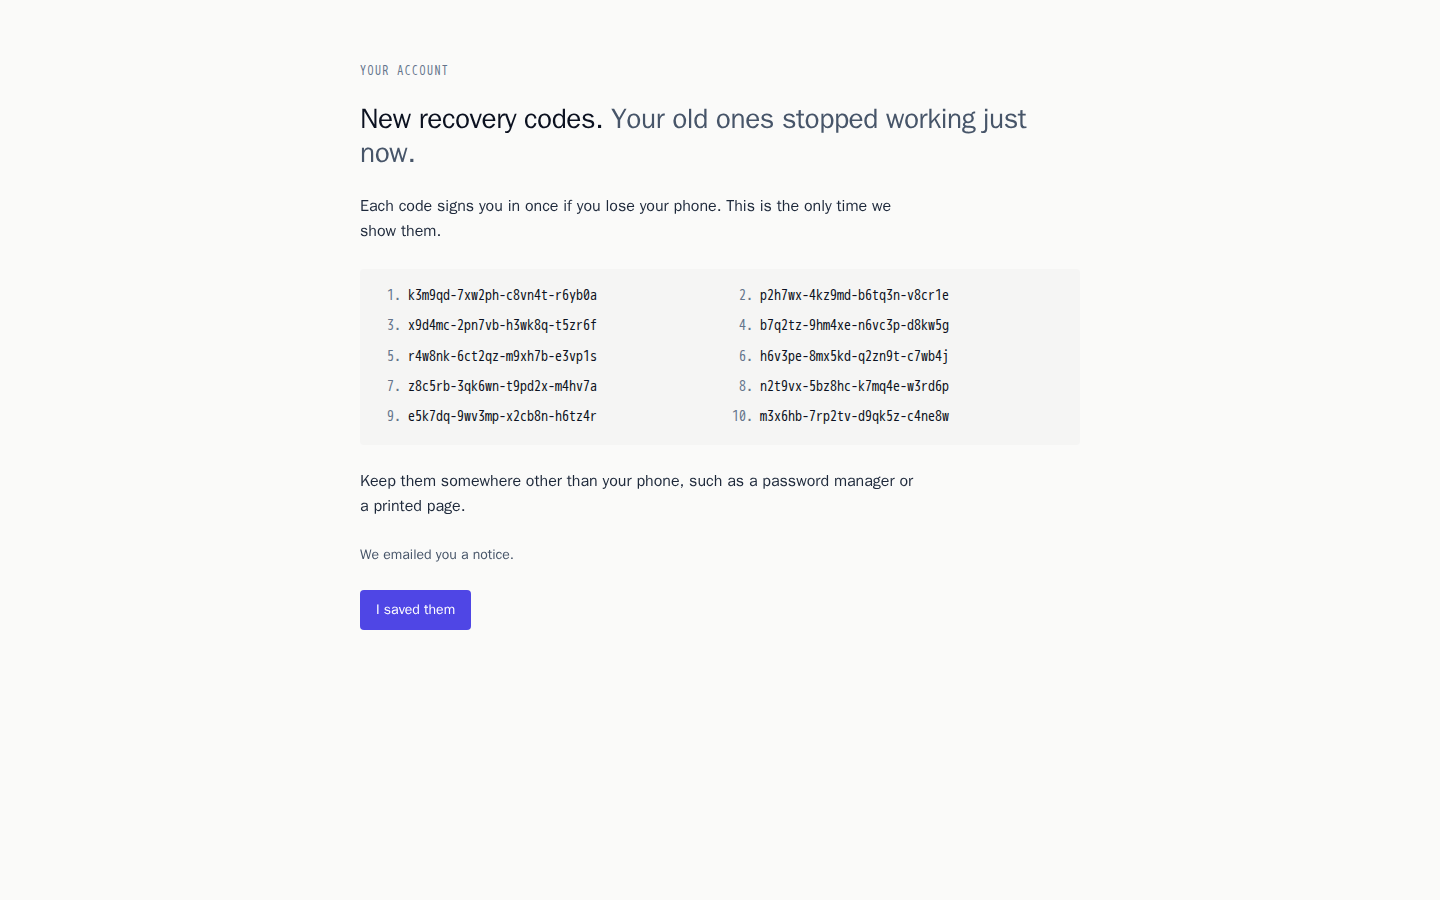 YOUR ACCOUNT
New recovery codes. Your old ones stopped working just
now.
Each code signs you in once if you lose your phone. This is the only time we
show them.
1. k3m9qd-7xw2ph-c8vn4t-r6yb0a
2. p2h7wx-4kz9md-b6tq3n-v8cr1e
3. x9d4mc-2pn7vb-h3wk8q-t5zr6f
4. b7q2tz-9hm4xe-n6vc3p-d8kw5g
5. r4w8nk-6ct2qz-m9xh7b-e3vp1s
6. h6v3pe-8mx5kd-q2zn9t-c7wb4j
7. z8c5rb-3qk6wn-t9pd2x-m4hv7a
8. n2t9vx-5bz8hc-k7mq4e-w3rd6p
9. e5k7dq-9wv3mp-x2cb8n-h6tz4r
10. m3x6hb-7rp2tv-d9qk5z-c4ne8w
Keep them somewhere other than your phone, such as a password manager or
a printed page.
We emailed you a notice.
I saved them